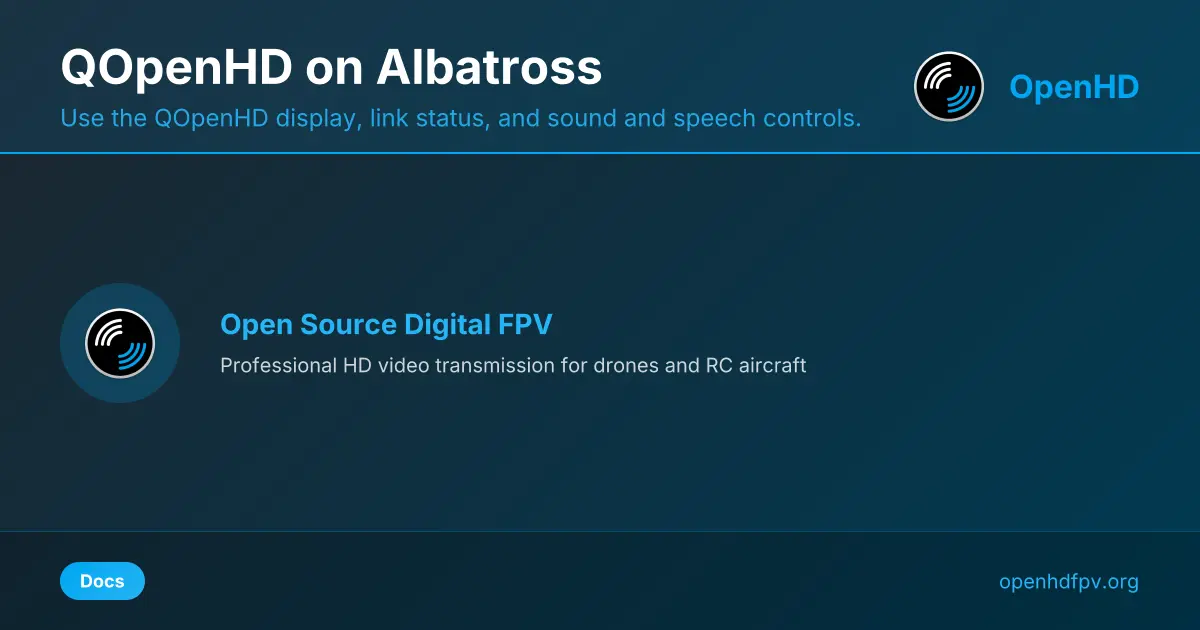 QOpenHD on Albatross
Use the QOpenHD display, link status, and sound and speech controls.
OpenHD
Open Source Digital FPV
Professional HD video transmission for drones and RC aircraft
Docs
openhdfpv.org